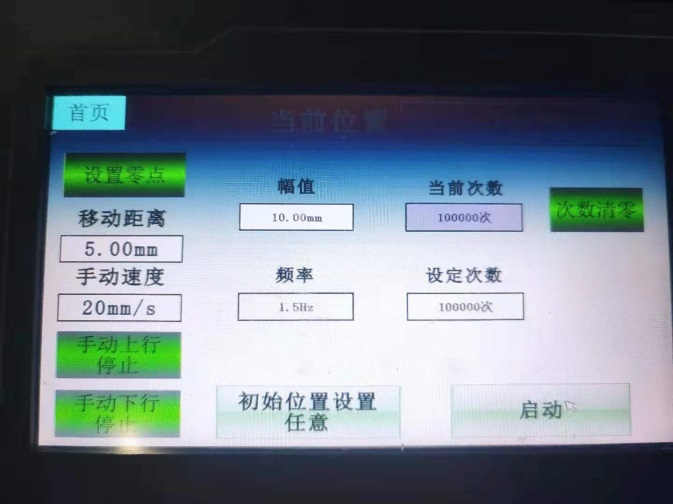 首页
当前位置
设置零点
幅值
当前次数
移动距离
10.00mm
100000次
次数清零
5.00mm
手动速度
频率
设定次数
20mm/s
1.5Hz
100000次
手动上行
停止
手动下行
停止
初始位置设置
任意
启动